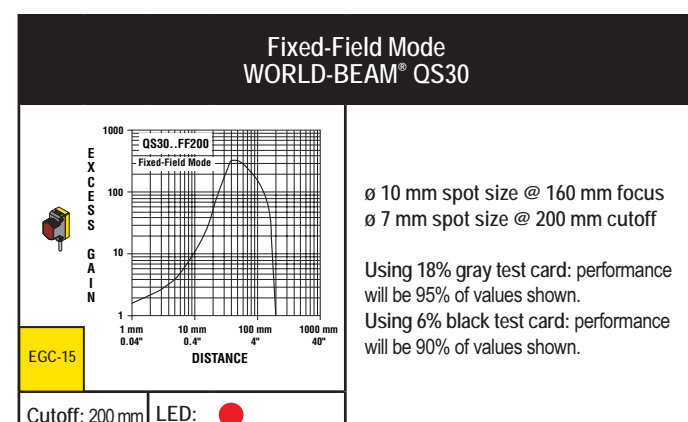 Fixed-Field Mode
WORLD-BEAM® QS30
EXCESS GAIN
1000
100
10
1
QS30..FF200
Fixed-Field Mode
1 mm 10 mm 100 mm 1000 mm
0.04" 0.4" 4" 40"
DISTANCE
EGC-15
Cutoff: 200 mm
LED:
ø 10 mm spot size @ 160 mm focus
ø 7 mm spot size @ 200 mm cutoff
Using 18% gray test card: performance
will be 95% of values shown.
Using 6% black test card: performance
will be 90% of values shown.